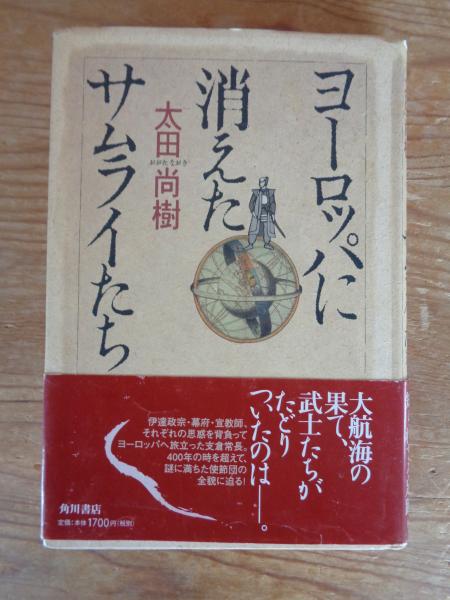 ヨーロッパに
消えた
サムライたち
太田尚樹
おおたなおき
大航海の
果て、
武士たちが
たどり
ついたのは――。
伊達政宗・幕府・宣教師、
それぞれの思惑を背負って
ヨーロッパへ旅立った支倉常長。
400年の時を超えて、
謎に満ちた使節団の
全貌に迫る!
角川書店
定価:本体1700円(税別)